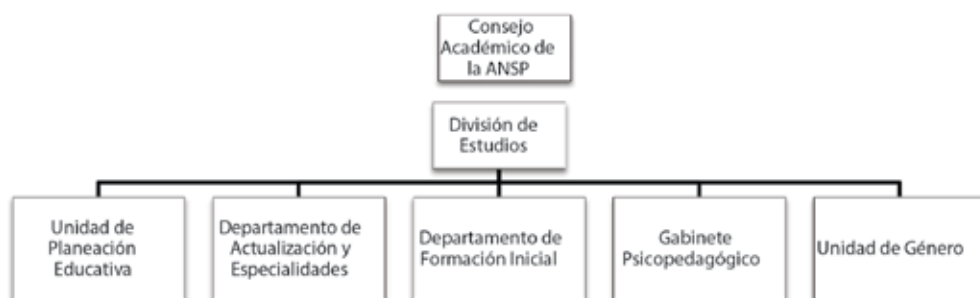 Consejo
Académico de
la ANSP
División de
Estudios
Unidad de
Planeación
Educativa
Departamento de
Actualización y
Especialidades
Departamento de
Formación Inicial
Gabinete
Psicopedagógico
Unidad de Género